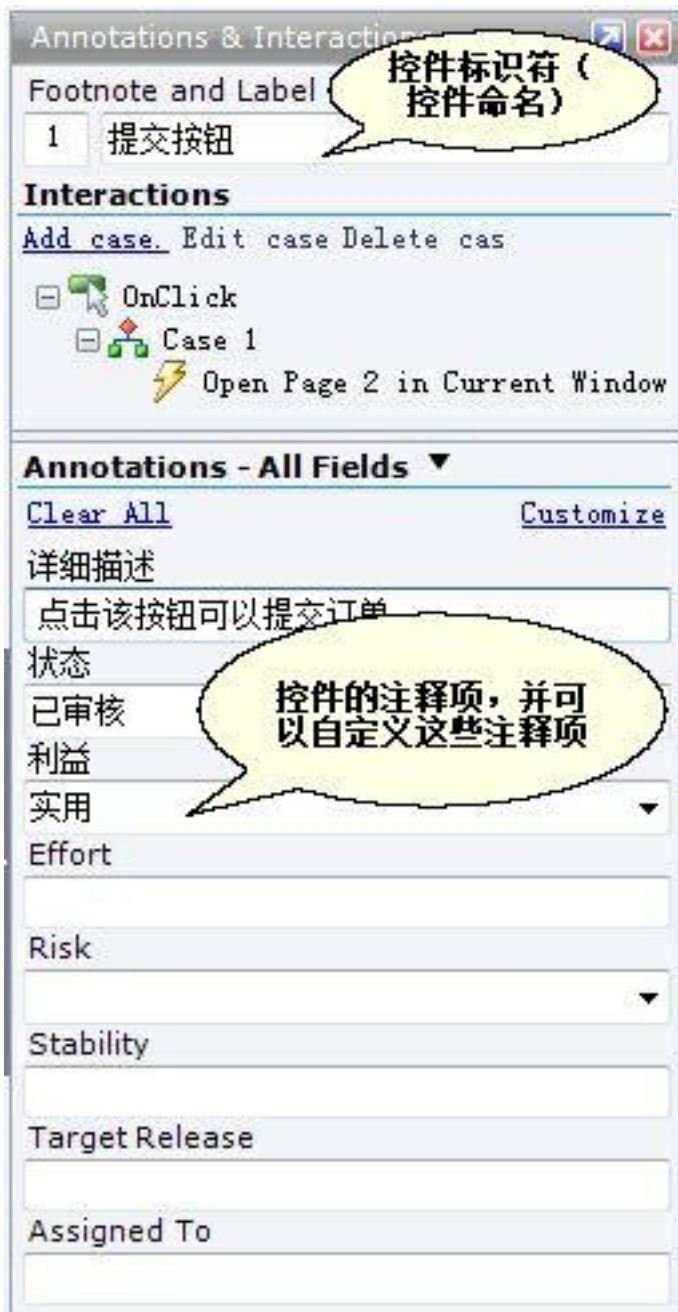 Annotations & Interactions
控件标识符（
控件命名）
Footnote and Label
1 提交按钮
Interactions
Add case. Edit case Delete cas
OnClick
Case 1
Open Page 2 in Current Window
Annotations - All Fields
Clear All Customize
详细描述
点击该按钮可以提交订单
状态
已审核
控件的注释项，并可
以自定义这些注释项
利益
实用
Effort
Risk
Stability
Target Release
Assigned To